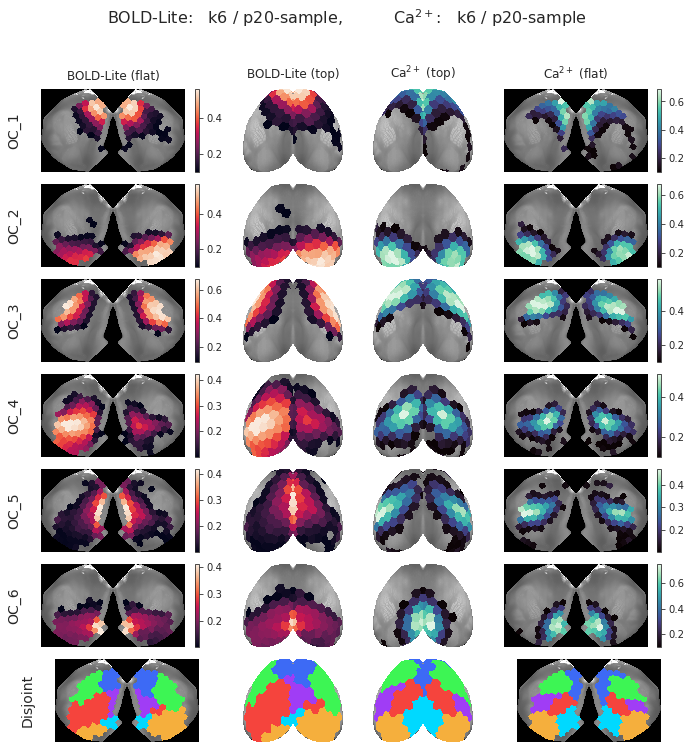 BOLD-Lite:   k6 / p20-sample,   Ca²⁺:   k6 / p20-sample
BOLD-Lite (flat)   BOLD-Lite (top)   Ca²⁺ (top)   Ca²⁺ (flat)
OC_1
0.4   0.4
0.2   0.3
0.2
OC_2
0.4   0.6
0.2   0.4
0.2
OC_3
0.6   0.4
0.4   0.2
0.2
OC_4
0.4   0.4
0.3   0.2
0.2
OC_5
0.4   0.4
0.3   0.2
0.2
OC_6
0.4   0.6
0.3   0.4
0.2   0.2
Disjoint